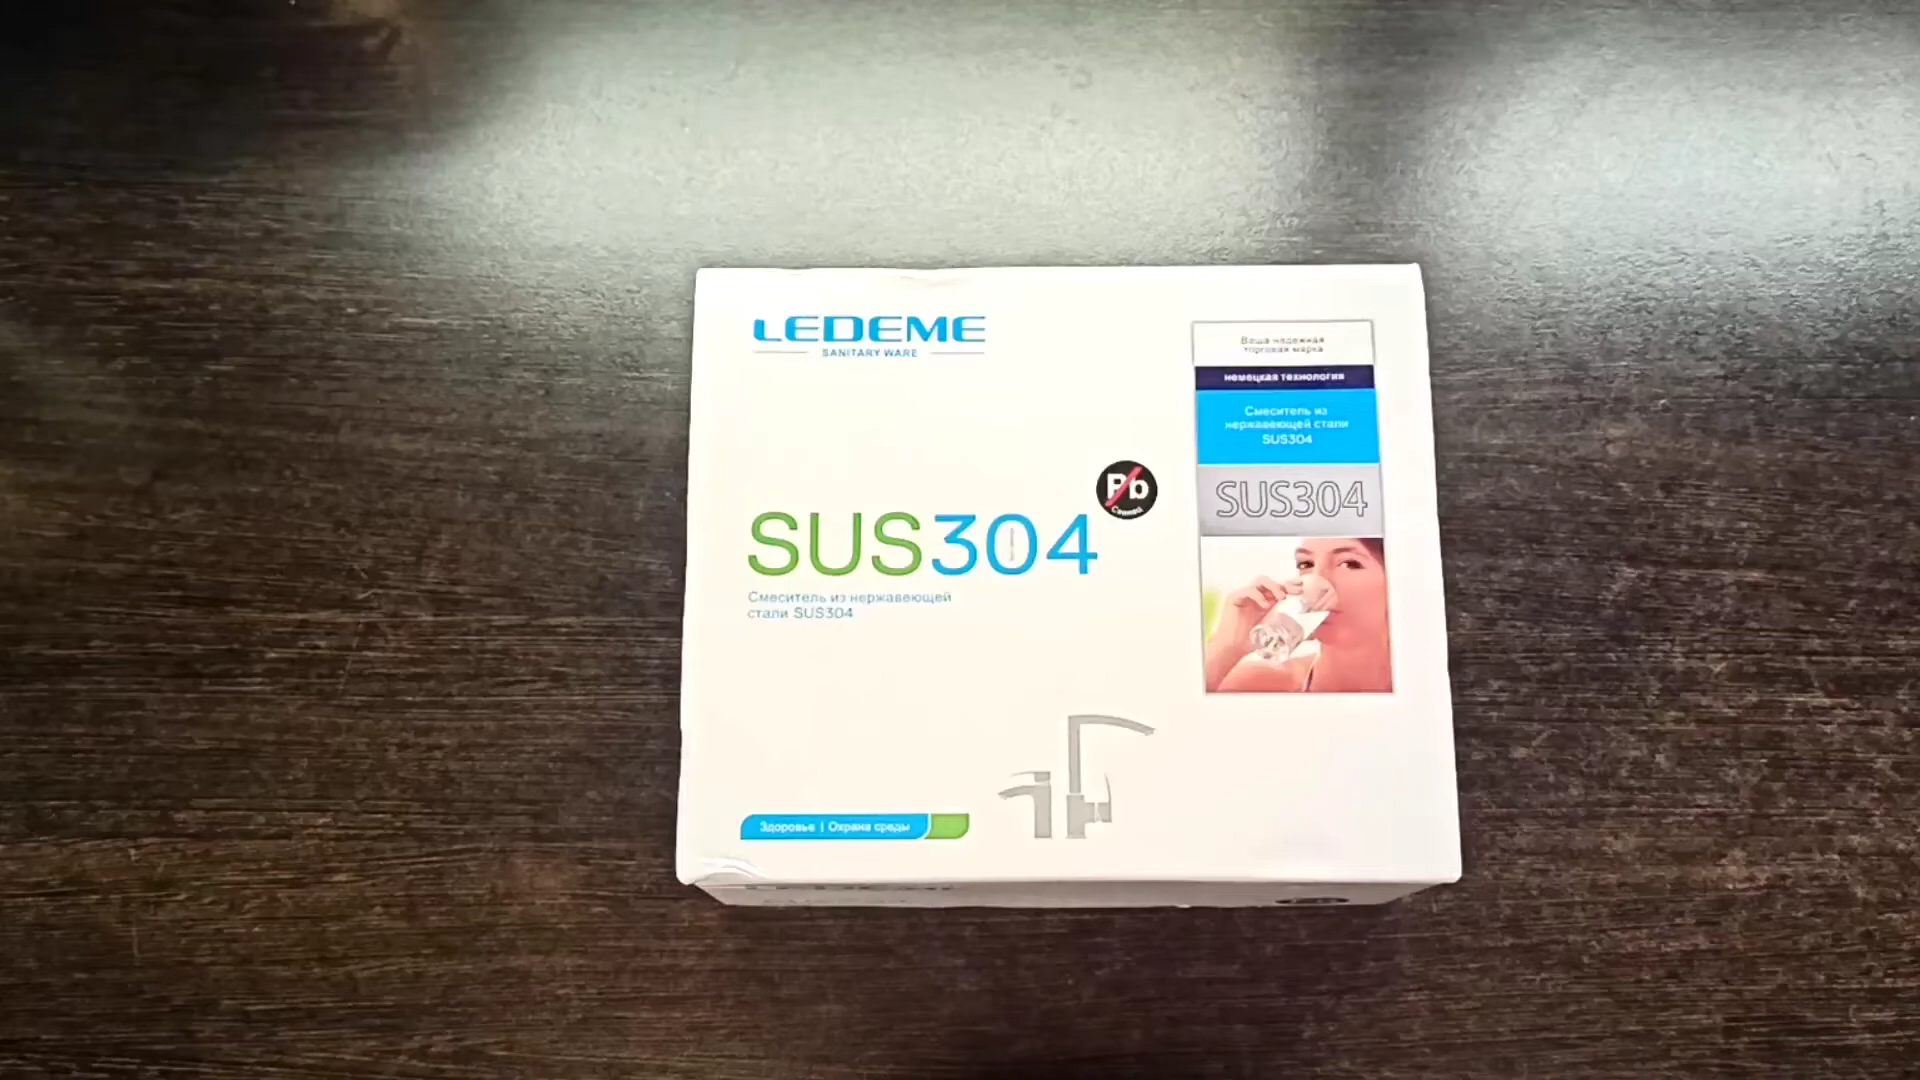 LEDEME
SANITARY WARE
Ваша надежная
торговая марка
немецкая технология
Смеситель из
нержавеющей стали
SUS304
SUS304
Pb
Свинец
SUS304
Смеситель из нержавеющей
стали SUS304
Здоровье | Охрана среды